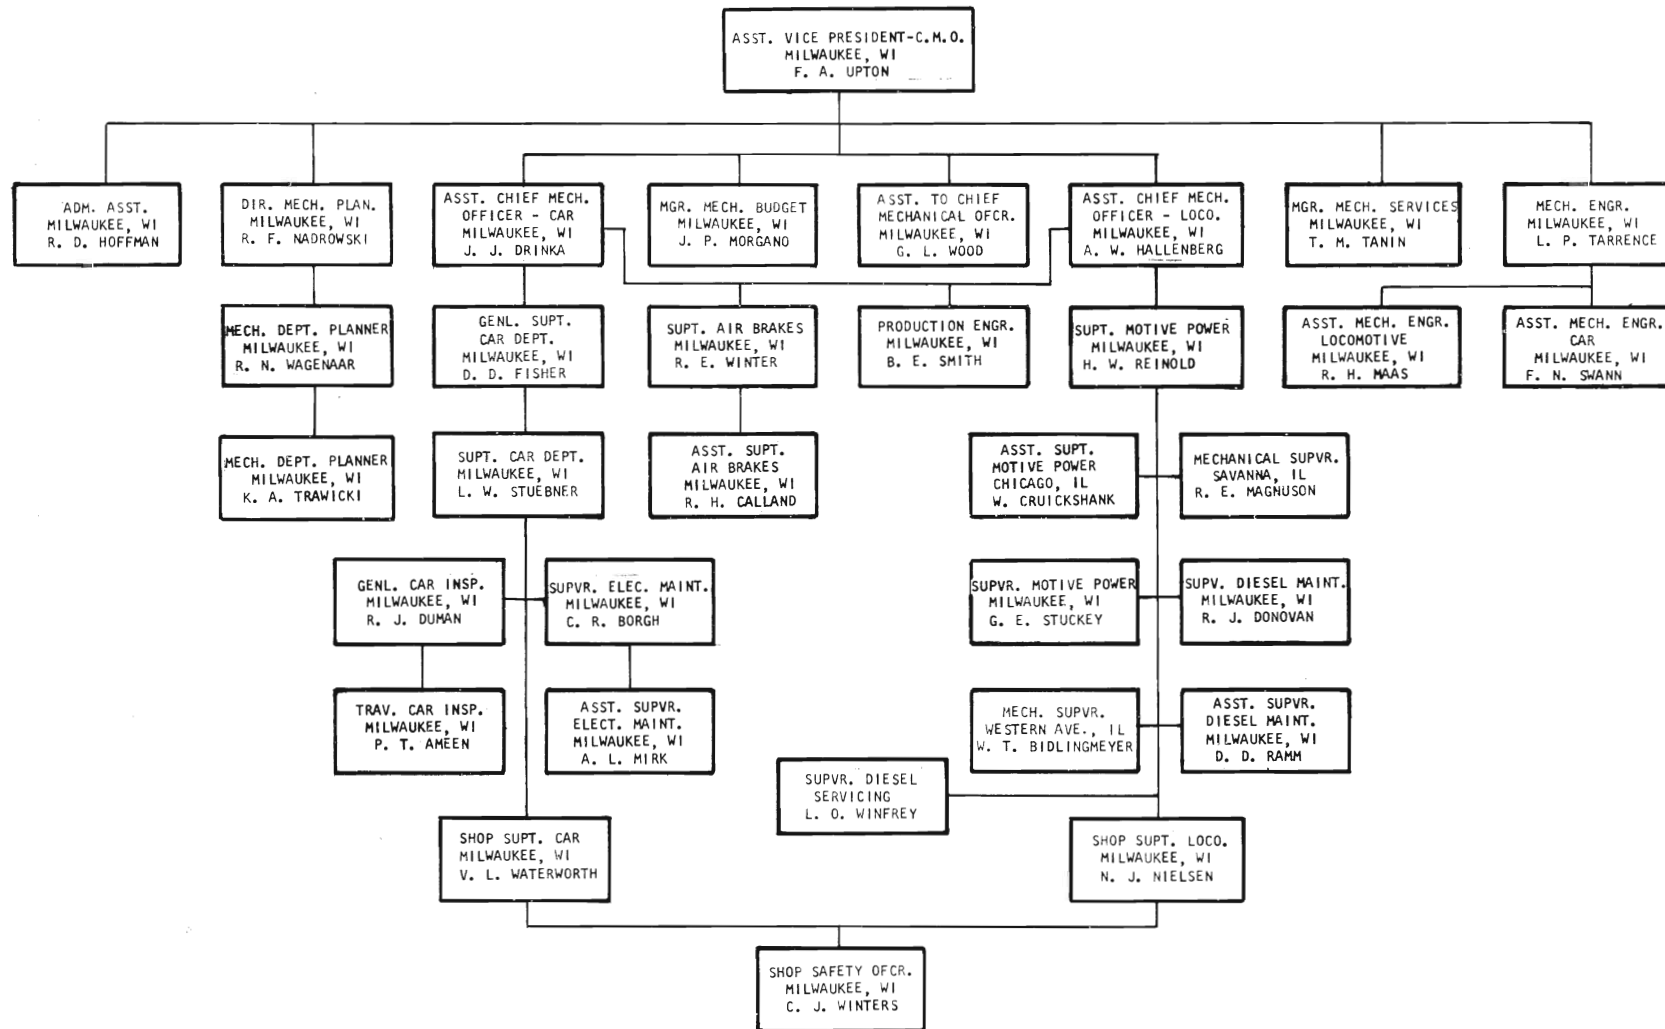 ASST. VICE PRESIDENT-C.M.O.
MILWAUKEE, WI
F. A. UPTON
ADM. ASST.
MILWAUKEE, WI
R. D. HOFFMAN
DIR. MECH. PLAN.
MILWAUKEE, WI
R. F. NADROWSKI
ASST. CHIEF MECH.
OFFICER - CAR
MILWAUKEE, WI
J. J. DRINKA
MGR. MECH. BUDGET
MILWAUKEE, WI
J. P. MORGANO
ASST. TO CHIEF
MECHANICAL OFCR.
MILWAUKEE, WI
G. L. WOOD
ASST. CHIEF MECH.
OFFICER - LOCO.
MILWAUKEE, WI
A. W. HALLENBERG
MGR. MECH. SERVICES
MILWAUKEE, WI
T. M. TANIN
MECH. ENGR.
MILWAUKEE, WI
L. P. TARRENCE
MECH. DEPT. PLANNER
MILWAUKEE, WI
R. N. WAGENAAR
GENL. SUPT.
CAR DEPT.
MILWAUKEE, WI
D. D. FISHER
SUPT. AIR BRAKES
MILWAUKEE, WI
R. E. WINTER
PRODUCTION ENGR.
MILWAUKEE, WI
B. E. SMITH
SUPT. MOTIVE POWER
MILWAUKEE, WI
H. W. REINOLD
ASST. MECH. ENGR.
LOCOMOTIVE
MILWAUKEE, WI
R. H. MAAS
ASST. MECH. ENGR.
CAR
MILWAUKEE, WI
F. N. SWANN
MECH. DEPT. PLANNER
MILWAUKEE, WI
K. A. TRAWICKI
SUPT. CAR DEPT.
MILWAUKEE, WI
L. W. STUEBNER
ASST. SUPT.
AIR BRAKES
MILWAUKEE, WI
R. H. CALLAND
ASST. SUPT.
MOTIVE POWER
CHICAGO, IL
W. CRUICKSHANK
MECHANICAL SUPVR.
SAVANNA, IL
R. E. MAGNUSON
GENL. CAR INSP.
MILWAUKEE, WI
R. J. DUMAN
SUPVR. ELEC. MAINT.
MILWAUKEE, WI
C. R. BORGH
SUPVR. MOTIVE POWER
MILWAUKEE, WI
G. E. STUCKEY
SUPV. DIESEL MAINT.
MILWAUKEE, WI
R. J. DONOVAN
TRAV. CAR INSP.
MILWAUKEE, WI
P. T. AMEEN
ASST. SUPVR.
ELECT. MAINT.
MILWAUKEE, WI
A. L. MIRK
MECH. SUPVR.
WESTERN AVE., IL
W. T. BIDLINGMEYER
ASST. SUPVR.
DIESEL MAINT.
MILWAUKEE, WI
D. D. RAMM
SUPVR. DIESEL
SERVICING
L. O. WINFREY
SHOP SUPT. CAR
MILWAUKEE, WI
V. L. WATERWORTH
SHOP SUPT. LOCO.
MILWAUKEE, WI
N. J. NIELSEN
SHOP SAFETY OFCR.
MILWAUKEE, WI
C. J. WINTERS